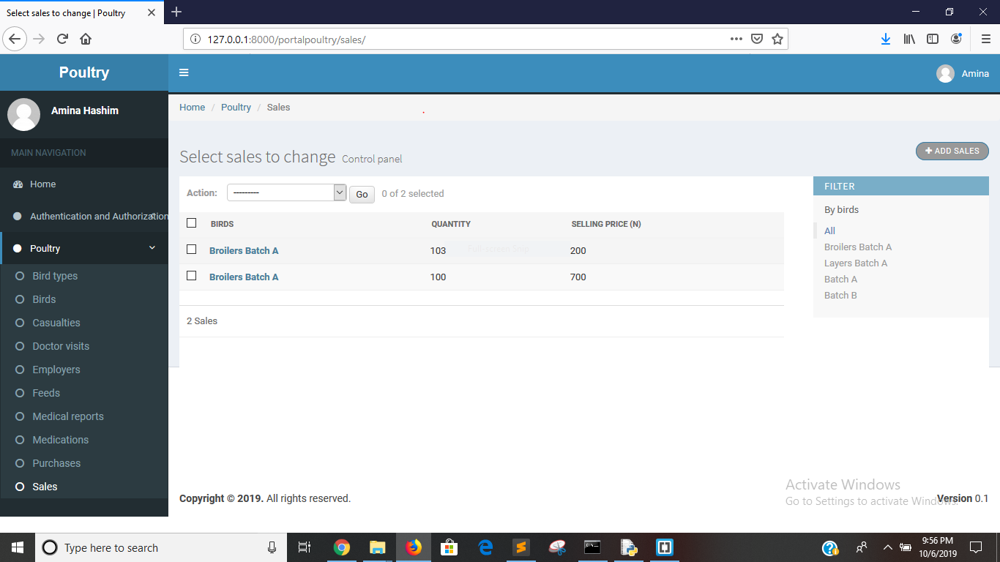 Select sales to change | Poultry
127.0.0.1:8000/portalpoultry/sales/
Poultry
Amina
Amina Hashim
Home / Poultry / Sales
MAIN NAVIGATION
Home
Authentication and Authorization
Poultry
Bird types
Birds
Casualties
Doctor visits
Employers
Feeds
Medical reports
Medications
Purchases
Sales
Select sales to change Control panel
ADD SALES
Action: --------- Go 0 of 2 selected
BIRDS QUANTITY SELLING PRICE (N)
Broilers Batch A 103 200
Full-screen Snip
Broilers Batch A 100 700
2 Sales
FILTER
By birds
All
Broilers Batch A
Layers Batch A
Batch A
Batch B
Activate Windows
Go to Settings to activate Windows.
Copyright © 2019. All rights reserved.
Version 0.1
Type here to search
9:56 PM
10/6/2019